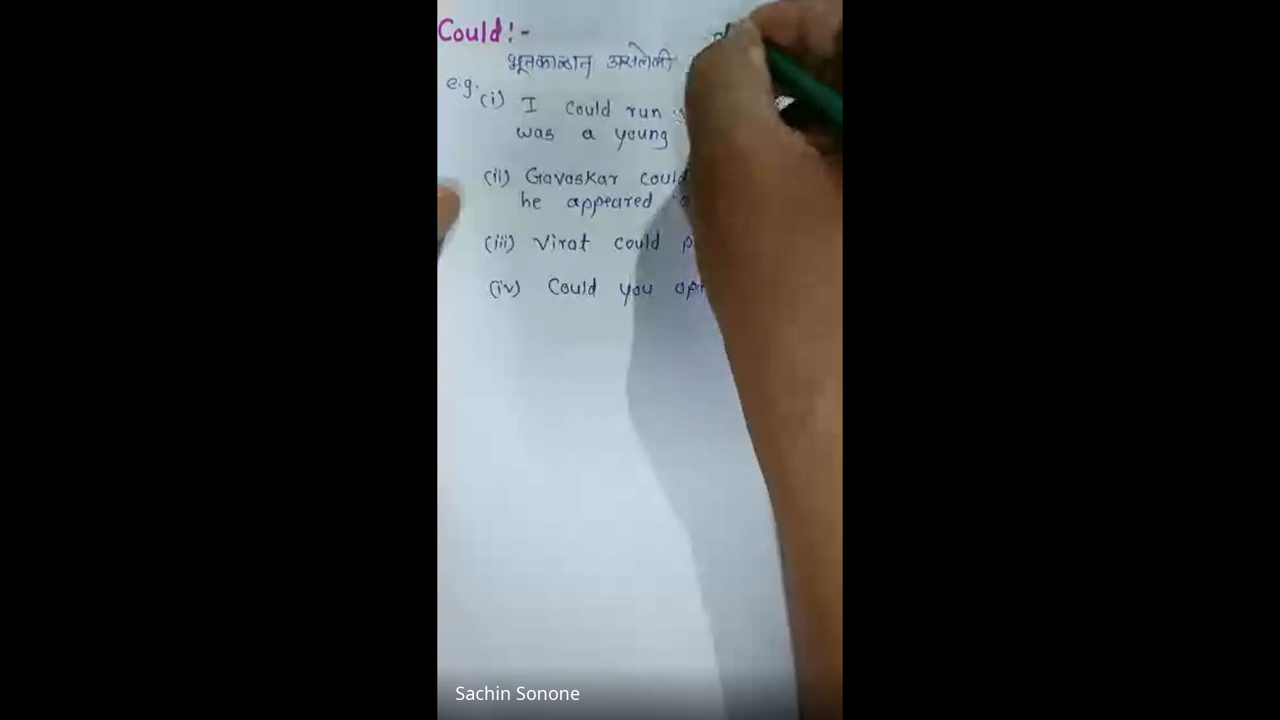 Could:-
भूतकाळात असलेली
e.g. (i) I Could run
was a young
(ii) Gavaskar could
he appeared
(iii) Virat could
(iv) Could you
Sachin Sonone